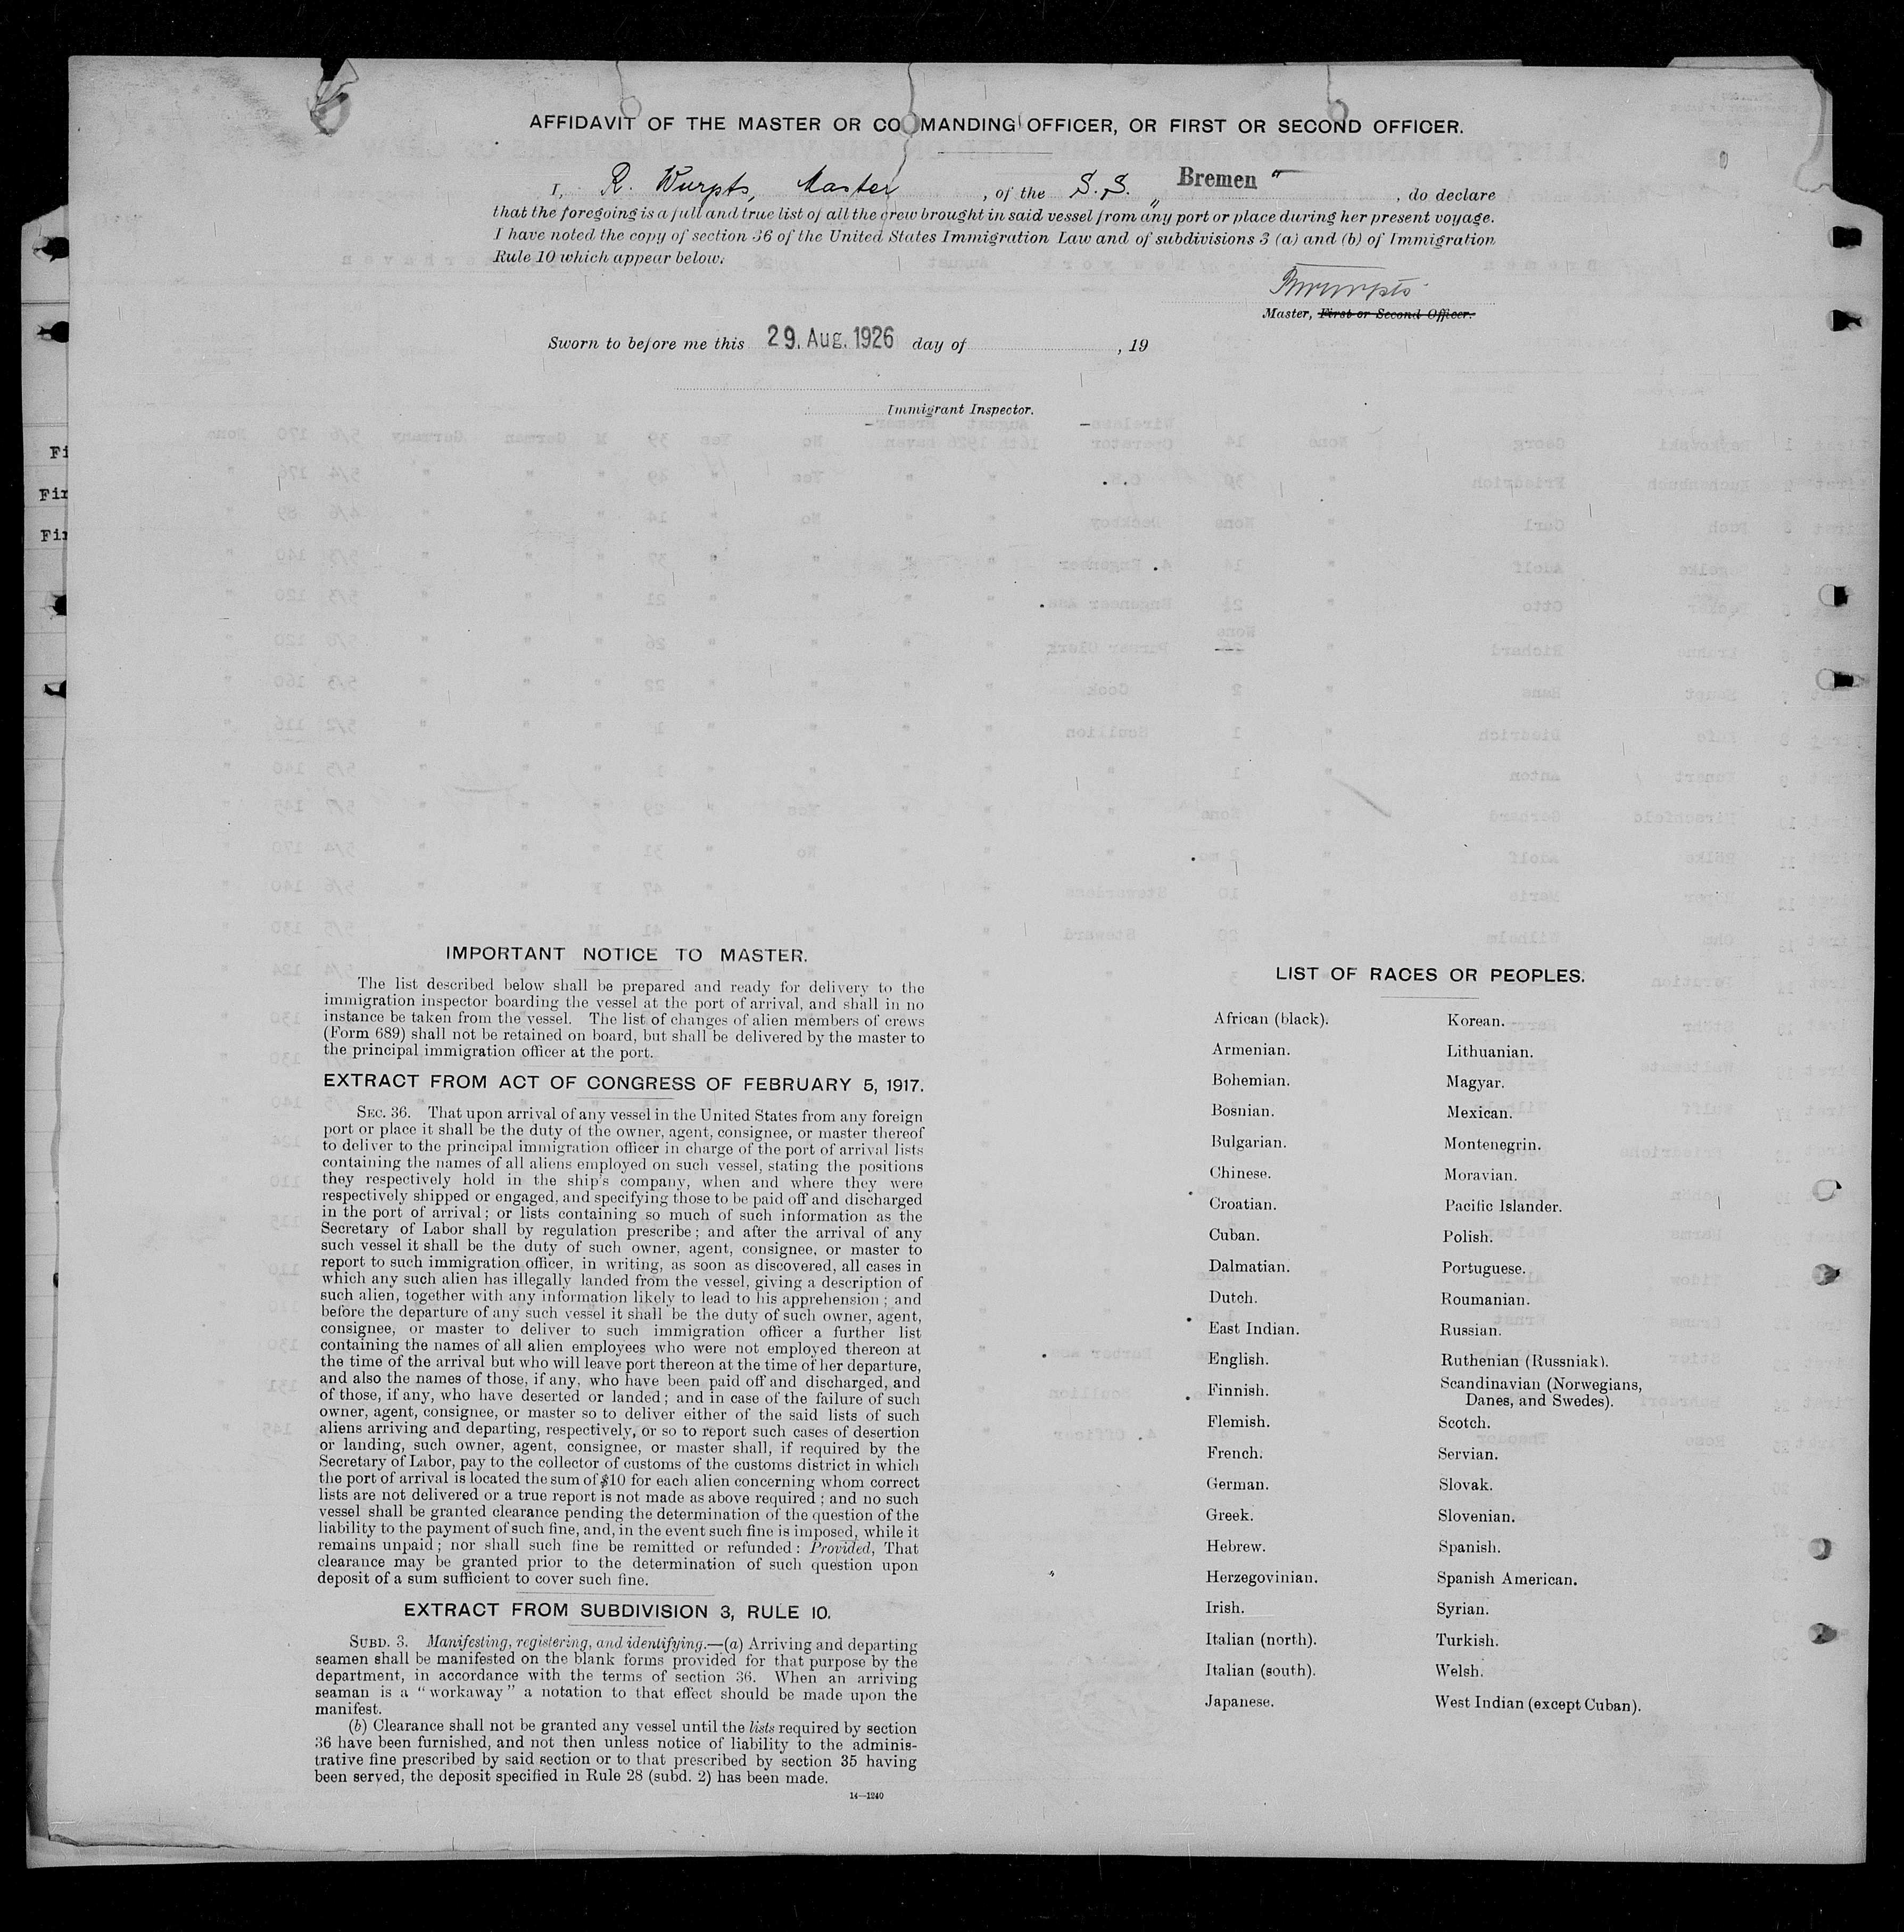 AFFIDAVIT OF THE MASTER OR COMMANDING OFFICER, OR FIRST OR SECOND OFFICER.
I, R. Wurpts, Master, of the S.S. "Bremen", do declare
that the foregoing is a full and true list of all the crew brought in said vessel from any port or place during her present voyage.
I have noted the copy of section 36 of the United States Immigration Law and of subdivisions 3 (a) and (b) of Immigration
Rule 10 which appear below.
RWurpts
Master, First or Second Officer.
Sworn to before me this 29. Aug. 1926 day of , 19
Immigrant Inspector.
Fi
Fir
Fir
IMPORTANT NOTICE TO MASTER.
The list described below shall be prepared and ready for delivery to the
immigration inspector boarding the vessel at the port of arrival, and shall in no
instance be taken from the vessel. The list of changes of alien members of crews
(Form 689) shall not be retained on board, but shall be delivered by the master to
the principal immigration officer at the port.
EXTRACT FROM ACT OF CONGRESS OF FEBRUARY 5, 1917.
SEC. 36. That upon arrival of any vessel in the United States from any foreign
port or place it shall be the duty of the owner, agent, consignee, or master thereof
to deliver to the principal immigration officer in charge of the port of arrival lists
containing the names of all aliens employed on such vessel, stating the positions
they respectively hold in the ship's company, when and where they were
respectively shipped or engaged, and specifying those to be paid off and discharged
in the port of arrival; or lists containing so much of such information as the
Secretary of Labor shall by regulation prescribe; and after the arrival of any
such vessel it shall be the duty of such owner, agent, consignee, or master to
report to such immigration officer, in writing, as soon as discovered, all cases in
which any such alien has illegally landed from the vessel, giving a description of
such alien, together with any information likely to lead to his apprehension; and
before the departure of any such vessel it shall be the duty of such owner, agent,
consignee, or master to deliver to such immigration officer a further list
containing the names of all alien employees who were not employed thereon at
the time of the arrival but who will leave port thereon at the time of her departure,
and also the names of those, if any, who have been paid off and discharged, and
of those, if any, who have deserted or landed; and in case of the failure of such
owner, agent, consignee, or master so to deliver either of the said lists of such
aliens arriving and departing, respectively, or so to report such cases of desertion
or landing, such owner, agent, consignee, or master shall, if required by the
Secretary of Labor, pay to the collector of customs of the customs district in which
the port of arrival is located the sum of $10 for each alien concerning whom correct
lists are not delivered or a true report is not made as above required; and no such
vessel shall be granted clearance pending the determination of the question of the
liability to the payment of such fine, and, in the event such fine is imposed, while it
remains unpaid; nor shall such fine be remitted or refunded: Provided, That
clearance may be granted prior to the determination of such question upon
deposit of a sum sufficient to cover such fine.
EXTRACT FROM SUBDIVISION 3, RULE 10.
SUBD. 3. Manifesting, registering, and identifying.—(a) Arriving and departing
seamen shall be manifested on the blank forms provided for that purpose by the
department, in accordance with the terms of section 36. When an arriving
seaman is a "workaway" a notation to that effect should be made upon the
manifest.
(b) Clearance shall not be granted any vessel until the lists required by section
36 have been furnished, and not then unless notice of liability to the adminis-
trative fine prescribed by said section or to that prescribed by section 35 having
been served, the deposit specified in Rule 28 (subd. 2) has been made.
14—1240
LIST OF RACES OR PEOPLES.
African (black).
Armenian.
Bohemian.
Bosnian.
Bulgarian.
Chinese.
Croatian.
Cuban.
Dalmatian.
Dutch.
East Indian.
English.
Finnish.
Flemish.
French.
German.
Greek.
Hebrew.
Herzegovinian.
Irish.
Italian (north).
Italian (south).
Japanese.
Korean.
Lithuanian.
Magyar.
Mexican.
Montenegrin.
Moravian.
Pacific Islander.
Polish.
Portuguese.
Roumanian.
Russian.
Ruthenian (Russniak).
Scandinavian (Norwegians,
Danes, and Swedes).
Scotch.
Servian.
Slovak.
Slovenian.
Spanish.
Spanish American.
Syrian.
Turkish.
Welsh.
West Indian (except Cuban).